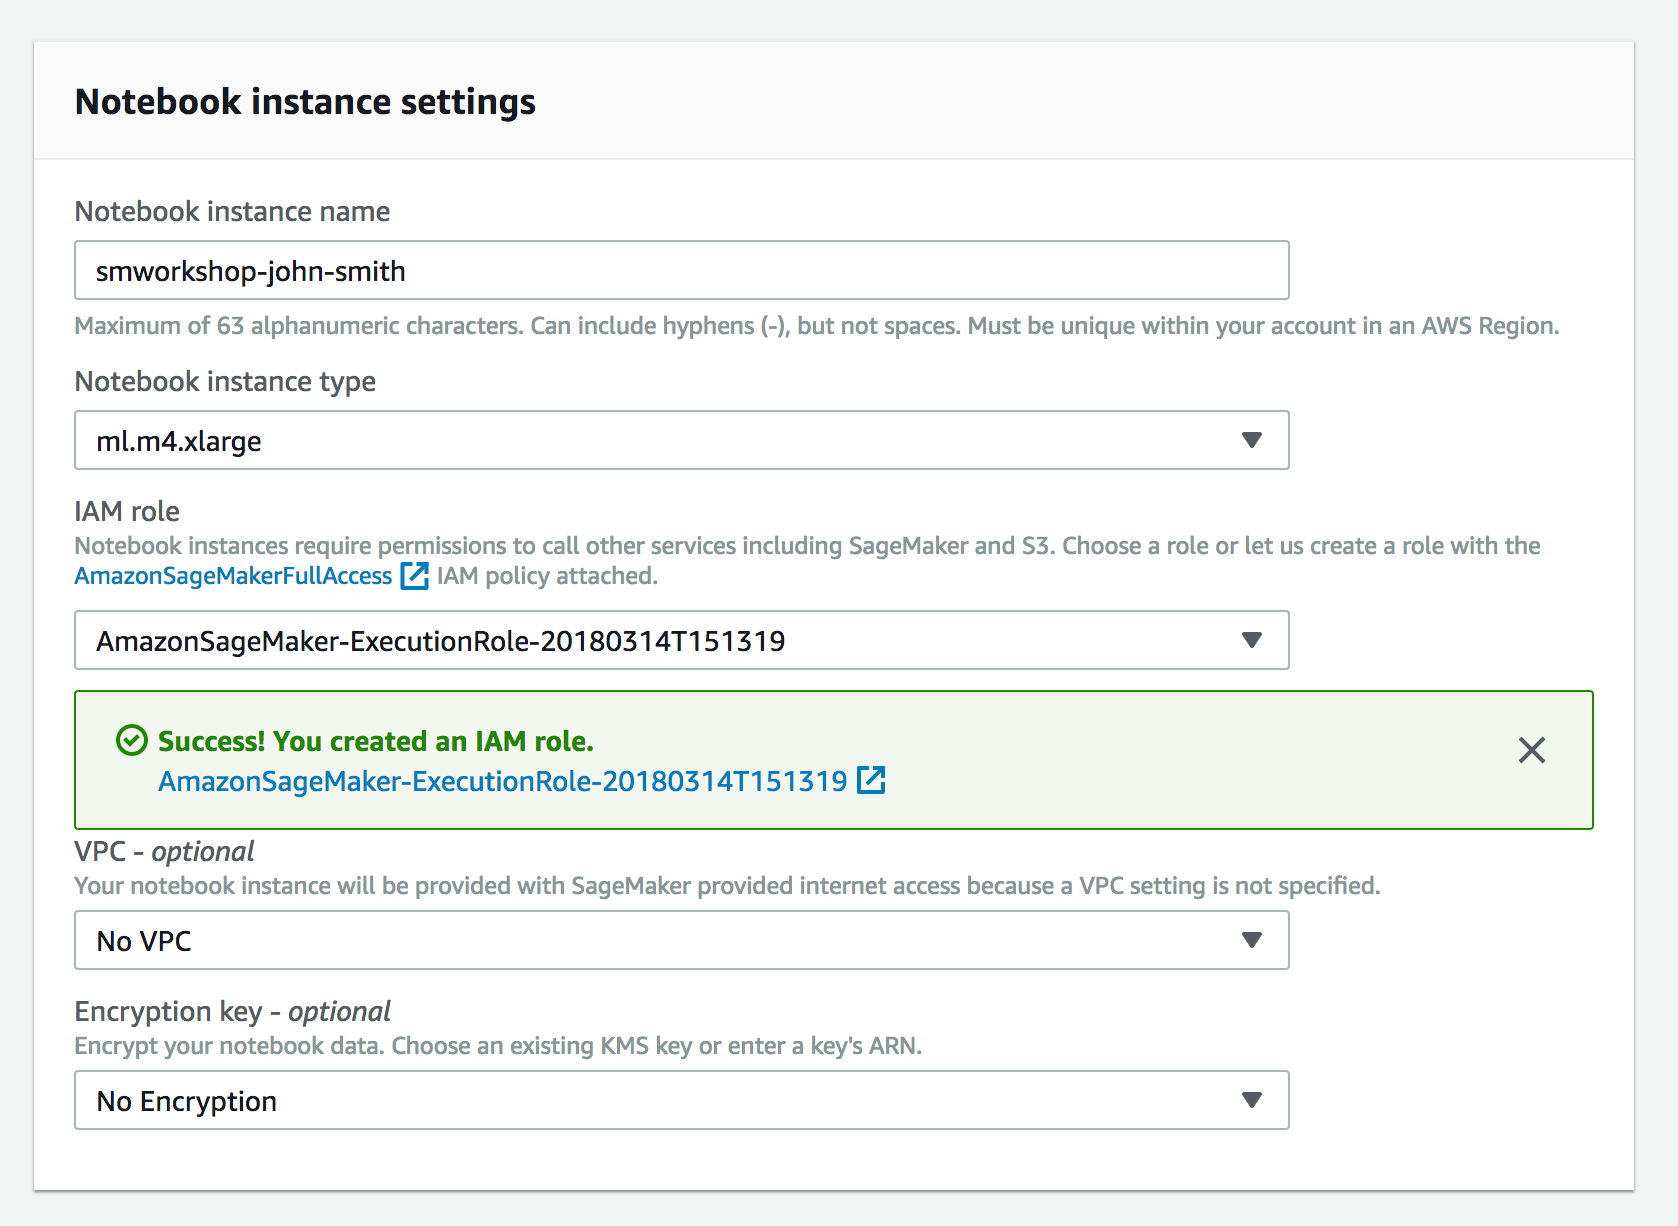 Notebook instance settings
Notebook instance name
smworkshop-john-smith
Maximum of 63 alphanumeric characters. Can include hyphens (-), but not spaces. Must be unique within your account in an AWS Region.
Notebook instance type
ml.m4.xlarge
IAM role
Notebook instances require permissions to call other services including SageMaker and S3. Choose a role or let us create a role with the
AmazonSageMakerFullAccess IAM policy attached.
AmazonSageMaker-ExecutionRole-20180314T151319
Success! You created an IAM role.
AmazonSageMaker-ExecutionRole-20180314T151319
VPC - optional
Your notebook instance will be provided with SageMaker provided internet access because a VPC setting is not specified.
No VPC
Encryption key - optional
Encrypt your notebook data. Choose an existing KMS key or enter a key's ARN.
No Encryption